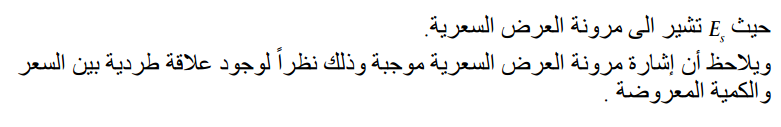 حيث E_s تشير الى مرونة العرض السعرية.
ويلاحظ أن إشارة مرونة العرض السعرية موجبة وذلك نظراً لوجود علاقة طردية بين السعر
والكمية المعروضة .